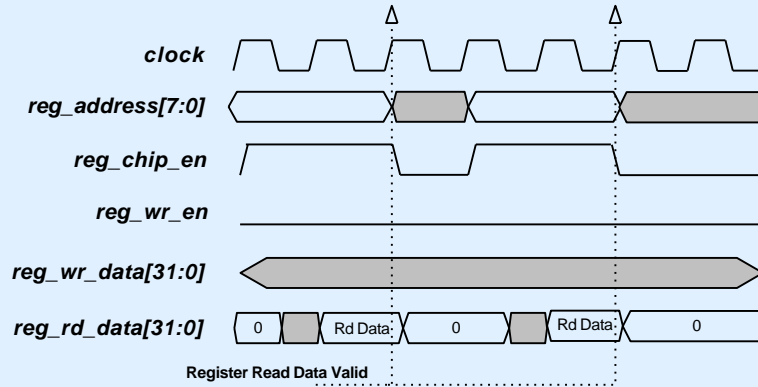 clock
reg_address[7:0]
reg_chip_en
reg_wr_en
reg_wr_data[31:0]
reg_rd_data[31:0] 0 Rd Data 0 Rd Data 0
Register Read Data Valid